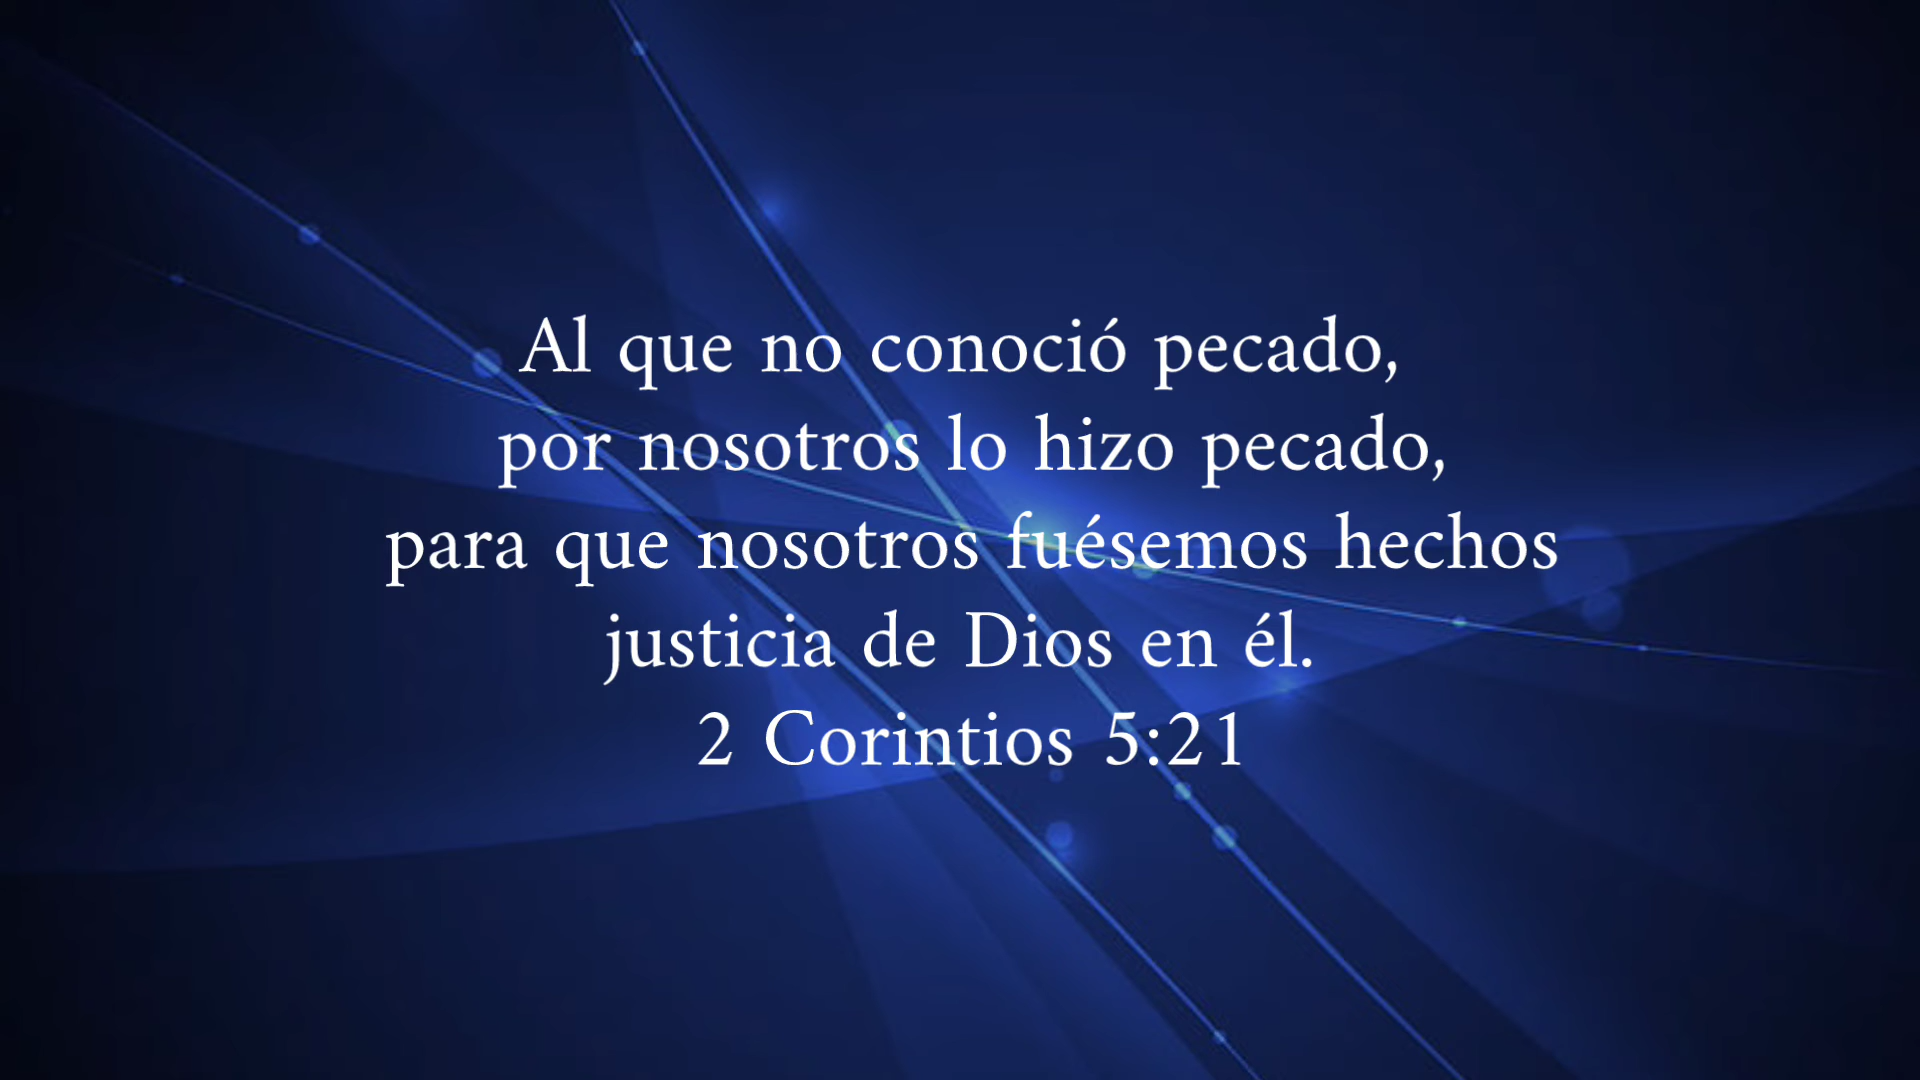 Al que no conoció pecado,
por nosotros lo hizo pecado,
para que nosotros fuésemos hechos
justicia de Dios en él.
2 Corintios 5:21